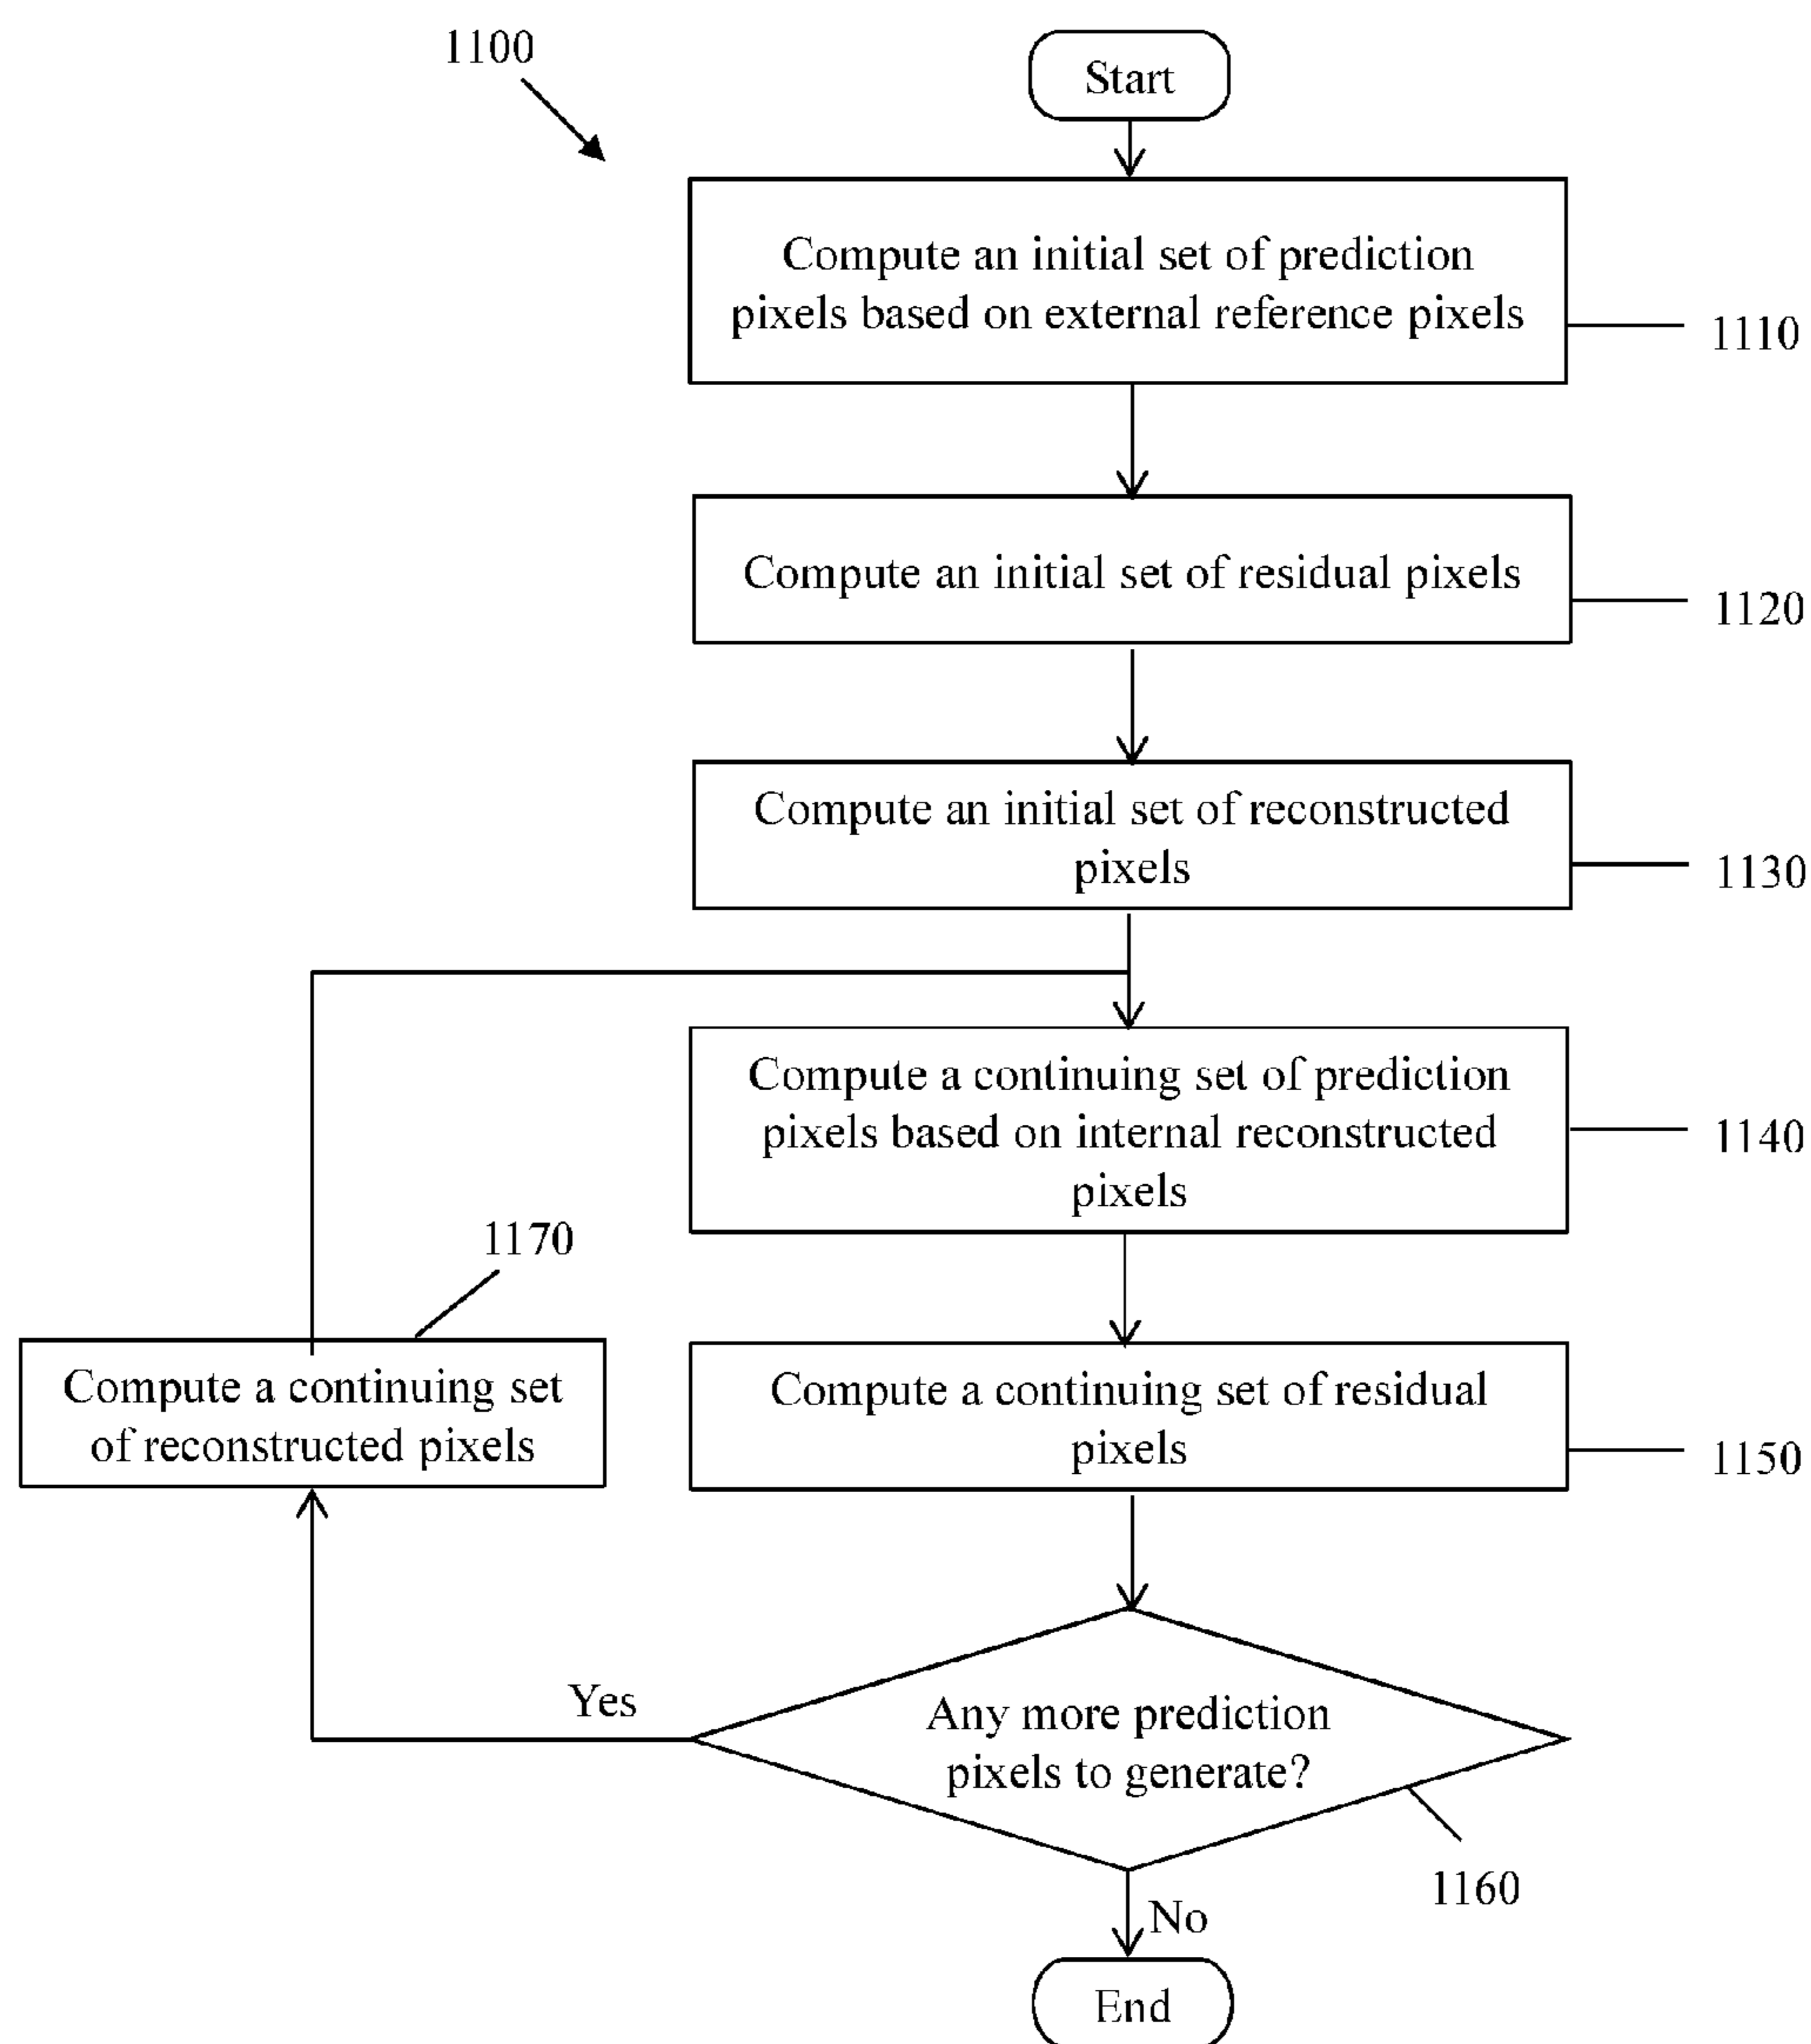 1100
Start
Compute an initial set of prediction
pixels based on external reference pixels
1110
Compute an initial set of residual pixels
1120
Compute an initial set of reconstructed
pixels
1130
Compute a continuing set of prediction
pixels based on internal reconstructed
pixels
1140
1170
Compute a continuing set
of reconstructed pixels
Compute a continuing set of residual
pixels
1150
Yes
Any more prediction
pixels to generate?
1160
No
End